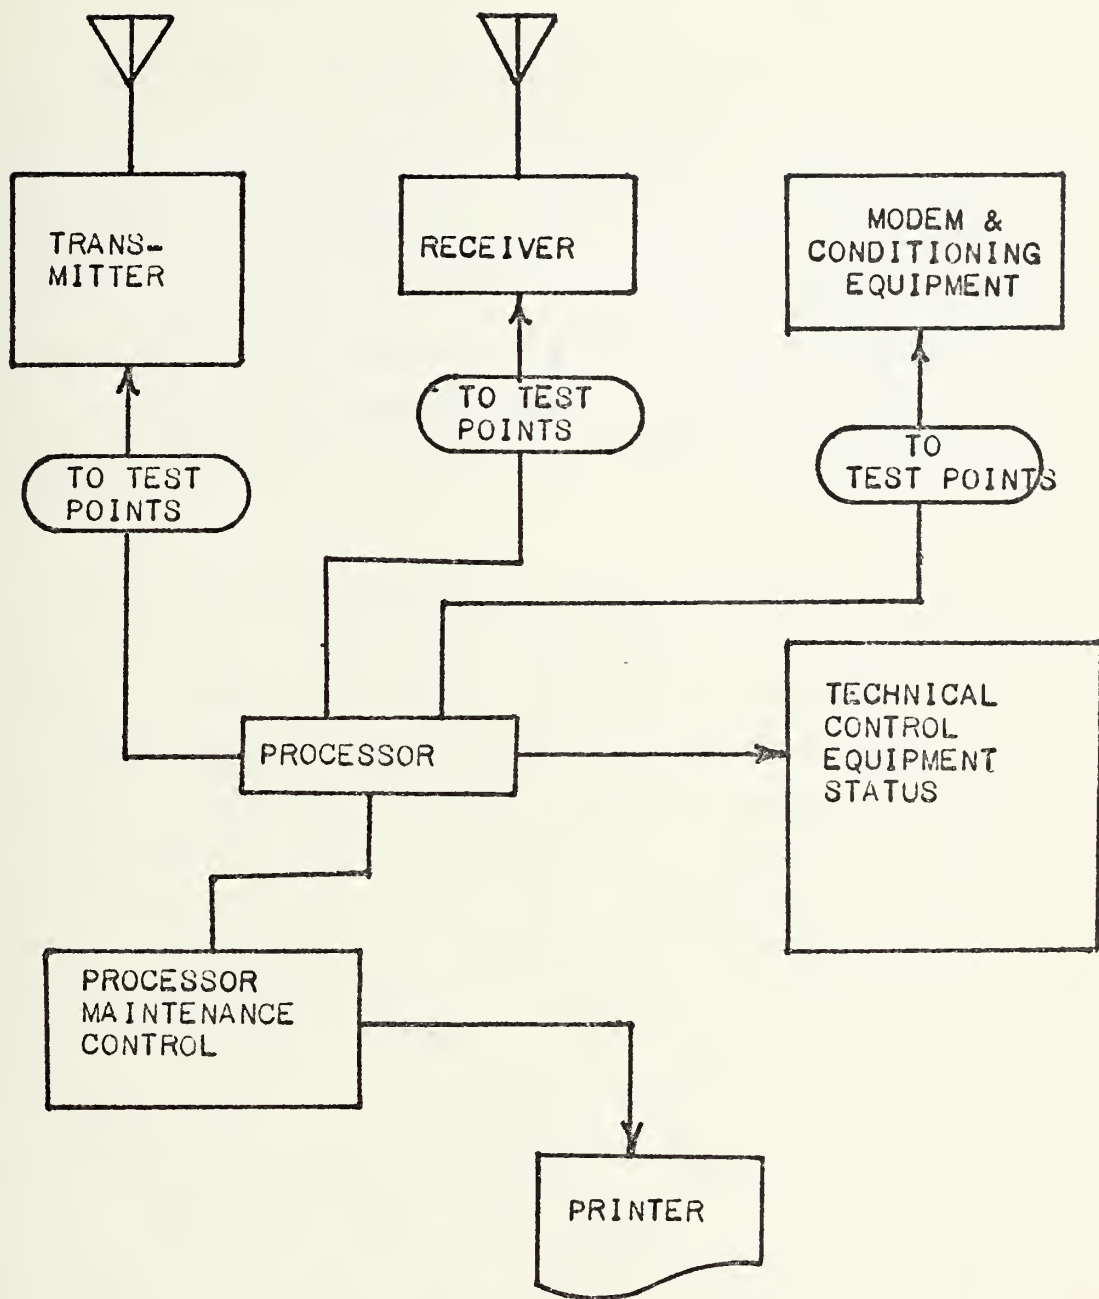 TRANS-
MITTER
RECEIVER
MODEM &
CONDITIONING
EQUIPMENT
TO TEST
POINTS
TO TEST
POINTS
TO
TEST POINTS
PROCESSOR
TECHNICAL
CONTROL
EQUIPMENT
STATUS
PROCESSOR
MAINTENANCE
CONTROL
PRINTER